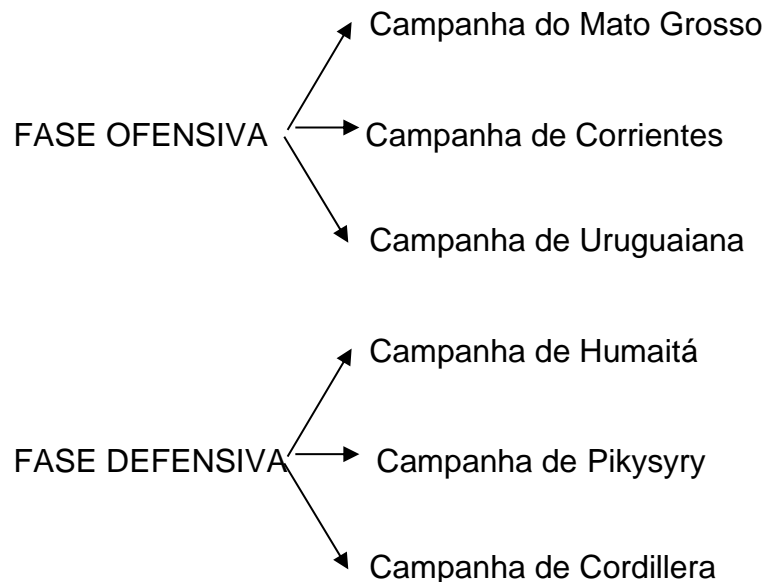 Campanha do Mato Grosso
FASE OFENSIVA
Campanha de Corrientes
Campanha de Uruguaiana
Campanha de Humaitá
FASE DEFENSIVA
Campanha de Pikysyry
Campanha de Cordillera